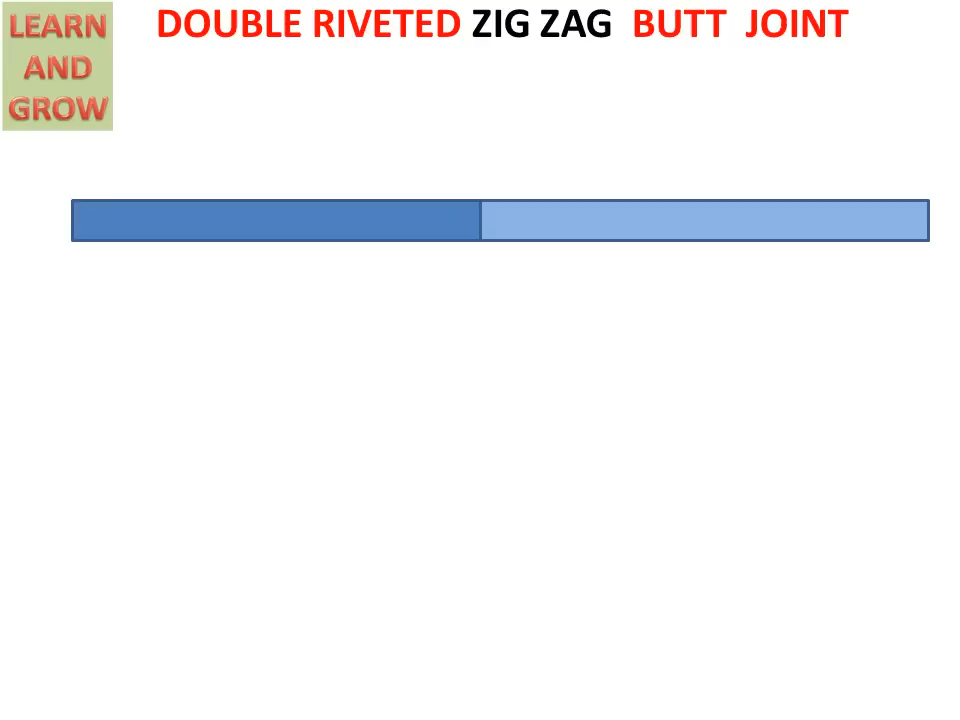 LEARN
AND
GROW
DOUBLE RIVETED ZIG ZAG BUTT JOINT